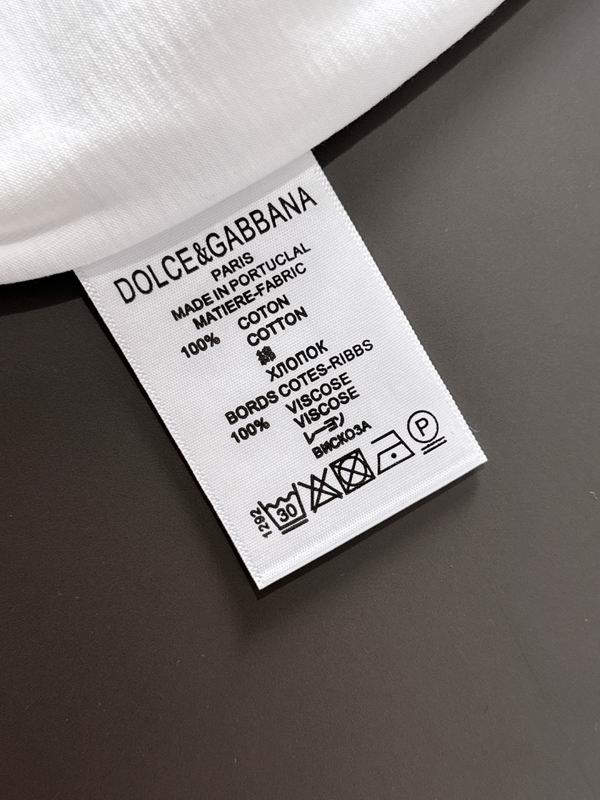 DOLCE&GABBANA
PARIS
MADE IN PORTUCLAL
MATIERE-FABRIC
100% COTON
COTTON
綿
ХЛОПОК
BORDS COTES-RIBBS
100% VISCOSE
VISCOSE
レーヨン
ВИСКОЗА
1292
30
P